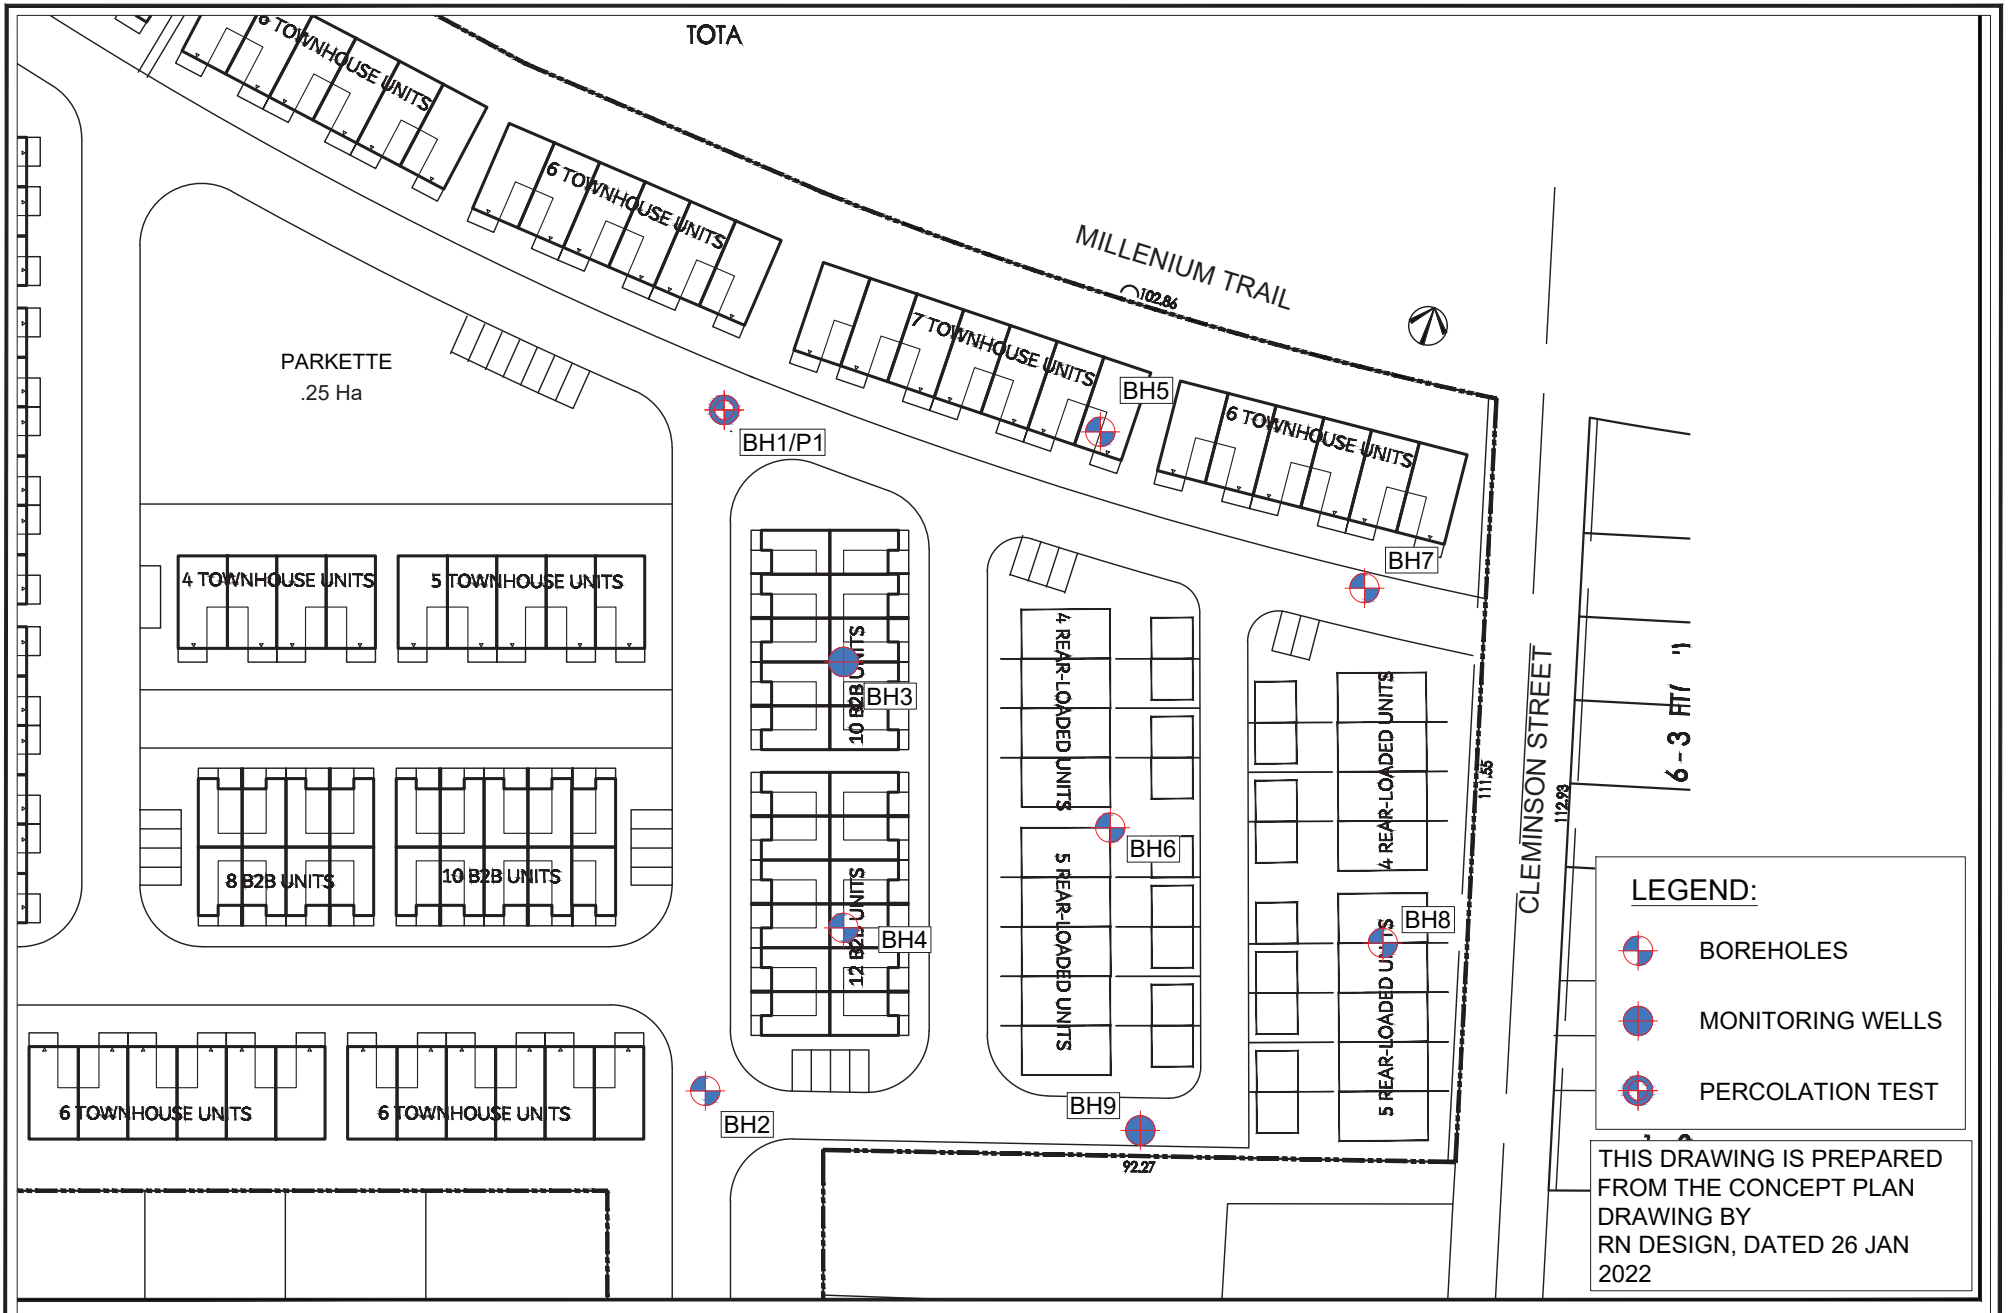 TOTA
6 TOWNHOUSE UNITS
6 TOWNHOUSE UNITS
MILLENIUM TRAIL
102.86
7 TOWNHOUSE UNITS
PARKETTE
.25 Ha
BH5
6 TOWNHOUSE UNITS
BH1/P1
BH7
4 TOWNHOUSE UNITS
5 TOWNHOUSE UNITS
10 B2B UNITS
BH3
4 REAR-LOADED UNITS
4 REAR-LOADED UNITS
111.55
CLEMINSON STREET
112.93
8 B2B UNITS
10 B2B UNITS
12 B2B UNITS
BH4
BH6
5 REAR-LOADED UNITS
BH8
5 REAR-LOADED UNITS
6 TOWNHOUSE UNITS
6 TOWNHOUSE UNITS
BH2
BH9
92.27
LEGEND:
BOREHOLES
MONITORING WELLS
PERCOLATION TEST
THIS DRAWING IS PREPARED
FROM THE CONCEPT PLAN
DRAWING BY
RN DESIGN, DATED 26 JAN
2022